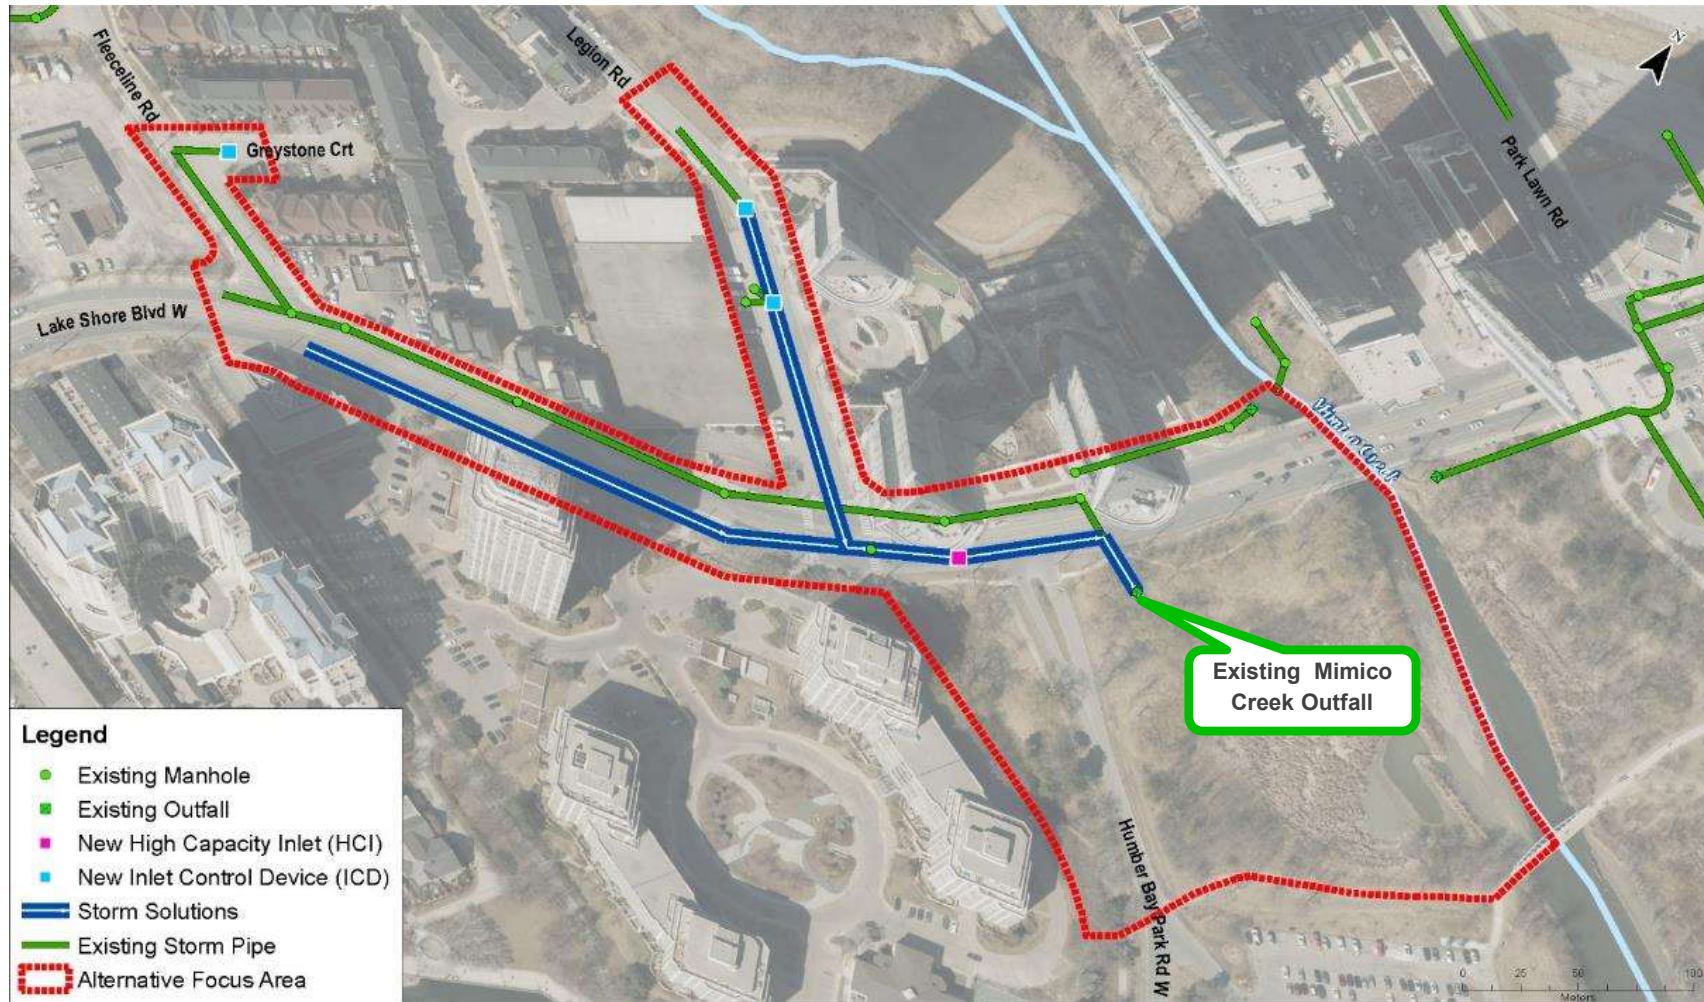 Fleeceline Rd
Legion Rd
N
Greystone Crt
Park Lawn Rd
Lake Shore Blvd W
Existing Mimico
Creek Outfall
Humber Bay Park Rd W
Legend
Existing Manhole
Existing Outfall
New High Capacity Inlet (HCI)
New Inlet Control Device (ICD)
Storm Solutions
Existing Storm Pipe
Alternative Focus Area
0 25 50 100
Meters